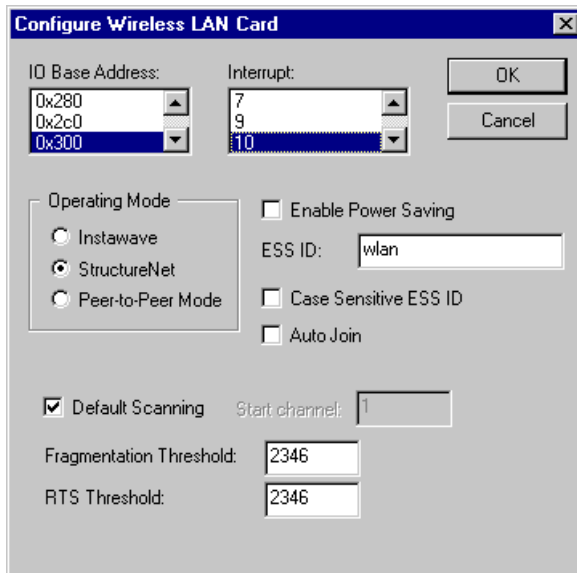 Configure Wireless LAN Card
IO Base Address:
0x280
0x2c0
0x300
Interrupt:
7
9
10
OK
Cancel
Operating Mode
Instawave
StructureNet
Peer-to-Peer Mode
Enable Power Saving
ESS ID: wlan
Case Sensitive ESS ID
Auto Join
Default Scanning Start channel: 1
Fragmentation Threshold: 2346
RTS Threshold: 2346